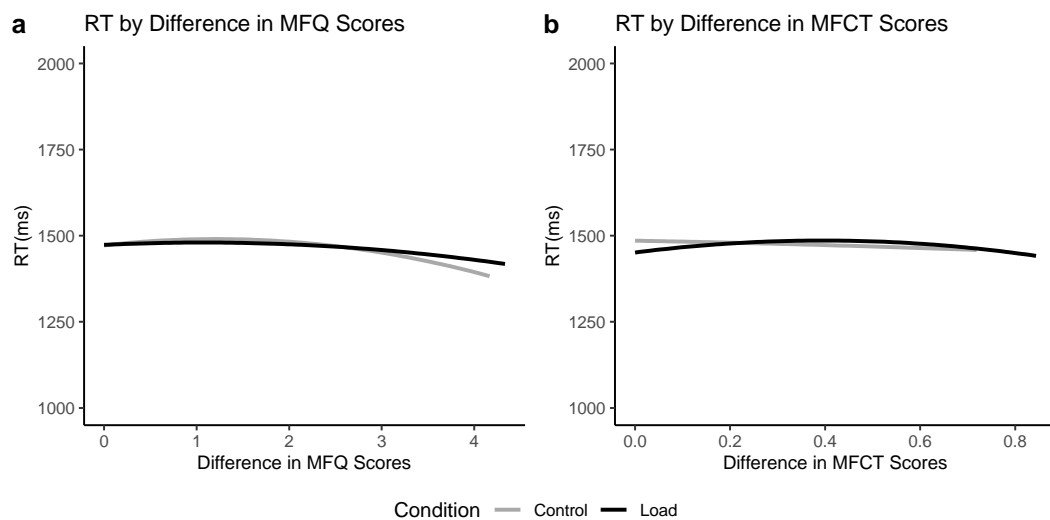 a RT by Difference in MFQ Scores
2000
1750
1500
1250
1000
RT(ms)
0 1 2 3 4
Difference in MFQ Scores
b RT by Difference in MFCT Scores
2000
1750
1500
1250
1000
RT(ms)
0.0 0.2 0.4 0.6 0.8
Difference in MFCT Scores
Condition Control Load